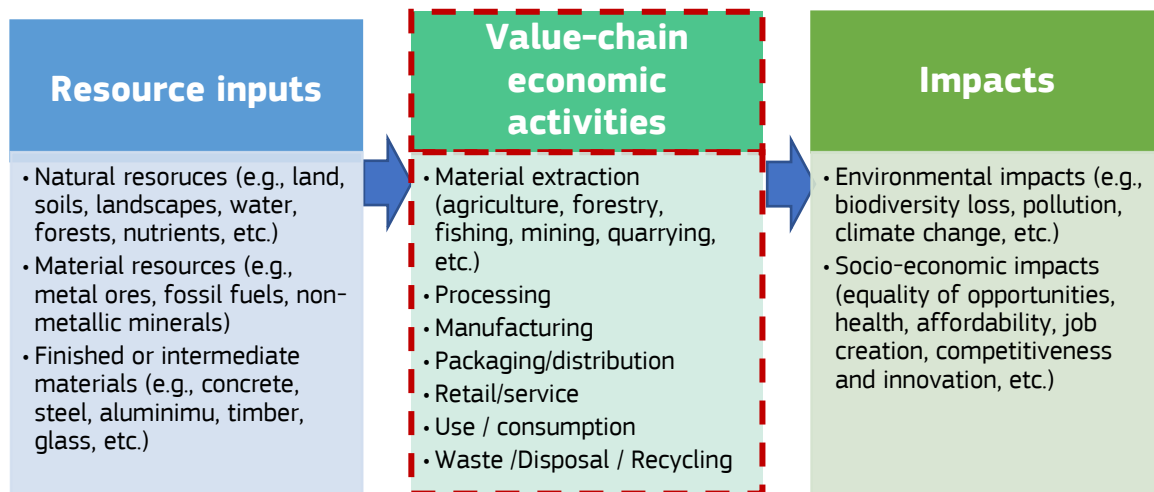 Resource inputs
• Natural resoruces (e.g., land,
soils, landscapes, water,
forests, nutrients, etc.)
• Material resources (e.g.,
metal ores, fossil fuels, non-
metallic minerals)
• Finished or intermediate
materials (e.g., concrete,
steel, aluminimu, timber,
glass, etc.)
Value-chain
economic
activities
• Material extraction
(agriculture, forestry,
fishing, mining, quarrying,
etc.)
• Processing
• Manufacturing
• Packaging/distribution
• Retail/service
• Use / consumption
• Waste /Disposal / Recycling
Impacts
• Environmental impacts (e.g.,
biodiversity loss, pollution,
climate change, etc.)
• Socio-economic impacts
(equality of opportunities,
health, affordability, job
creation, competitiveness
and innovation, etc.)